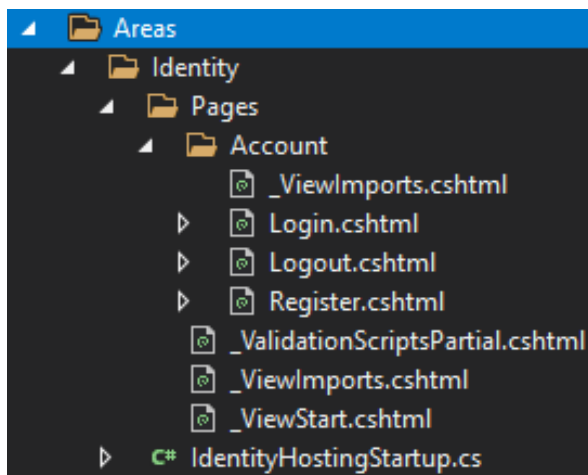 Areas
Identity
Pages
Account
_ViewImports.cshtml
Login.cshtml
Logout.cshtml
Register.cshtml
_ValidationScriptsPartial.cshtml
_ViewImports.cshtml
_ViewStart.cshtml
C# IdentityHostingStartup.cs